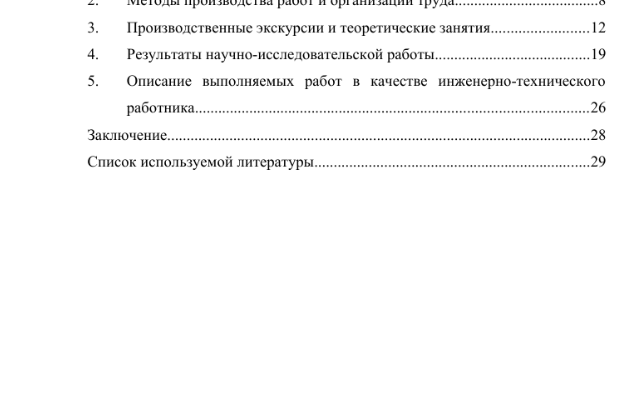 2. Методы производства работ и организации труда....................................8
3. Производственные экскурсии и теоретические занятия..........................12
4. Результаты научно-исследовательской работы........................................19
5. Описание выполняемых работ в качестве инженерно-технического
работника......................................................................................................26
Заключение.............................................................................................................28
Список используемой литературы.......................................................................29